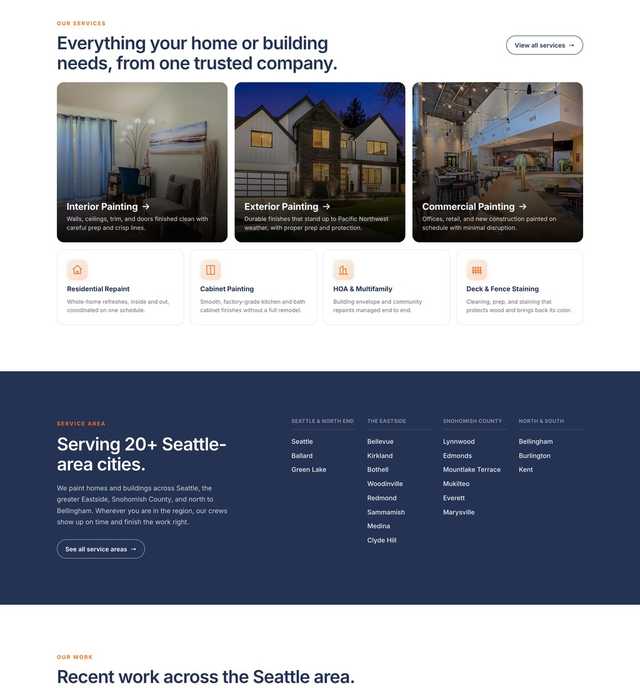 OUR SERVICES
Everything your home or building
needs, from one trusted company.
View all services →
Interior Painting →
Walls, ceilings, trim, and doors finished clean with
careful prep and crisp lines.
Exterior Painting →
Durable finishes that stand up to Pacific Northwest
weather, with proper prep and protection.
Commercial Painting →
Offices, retail, and new construction painted on
schedule with minimal disruption.
Residential Repaint
Whole-home refreshes, inside and out,
coordinated on one schedule.
Cabinet Painting
Smooth, factory-grade kitchen and bath
cabinet finishes without a full remodel.
HOA & Multifamily
Building envelope and community
repaints managed end to end.
Deck & Fence Staining
Cleaning, prep, and staining that
protects wood and brings back its color.
SERVICE AREA
Serving 20+ Seattle-
area cities.
We paint homes and buildings across Seattle, the
greater Eastside, Snohomish County, and north to
Bellingham. Wherever you are in the region, our crews
show up on time and finish the work right.
See all service areas →
SEATTLE & NORTH END
Seattle
Ballard
Green Lake
THE EASTSIDE
Bellevue
Kirkland
Bothell
Woodinville
Redmond
Sammamish
Medina
Clyde Hill
SNOHOMISH COUNTY
Lynnwood
Edmonds
Mountlake Terrace
Mukilteo
Everett
Marysville
NORTH & SOUTH
Bellingham
Burlington
Kent
OUR WORK
Recent work across the Seattle area.